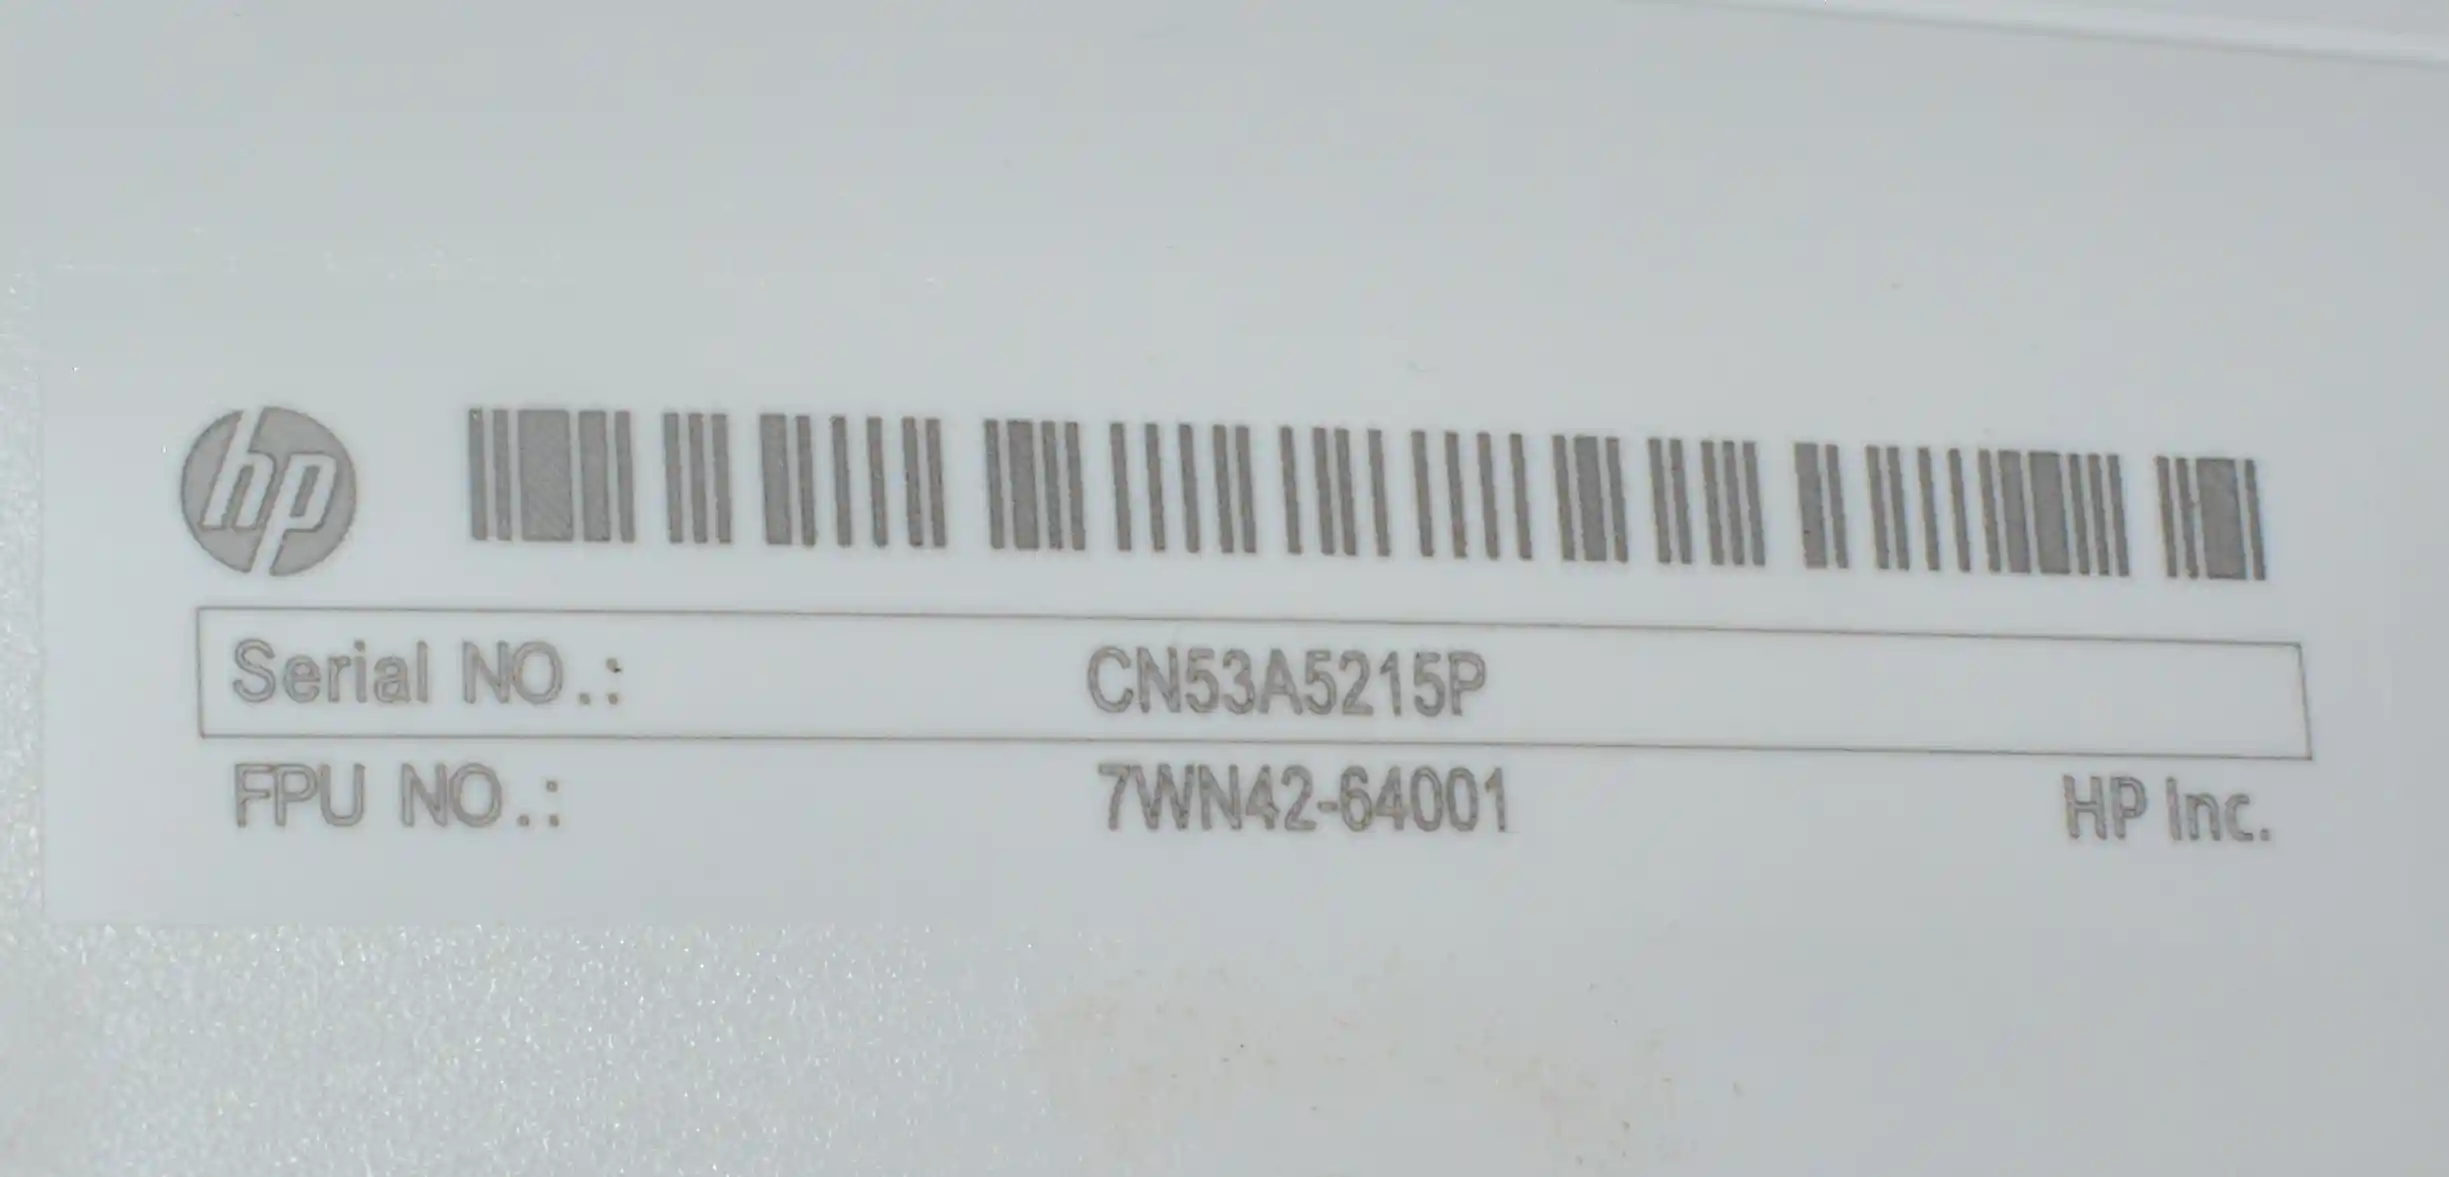 hp
Serial NO.: CN53A5215P
FPU NO.: 7WN42-64001 HP Inc.